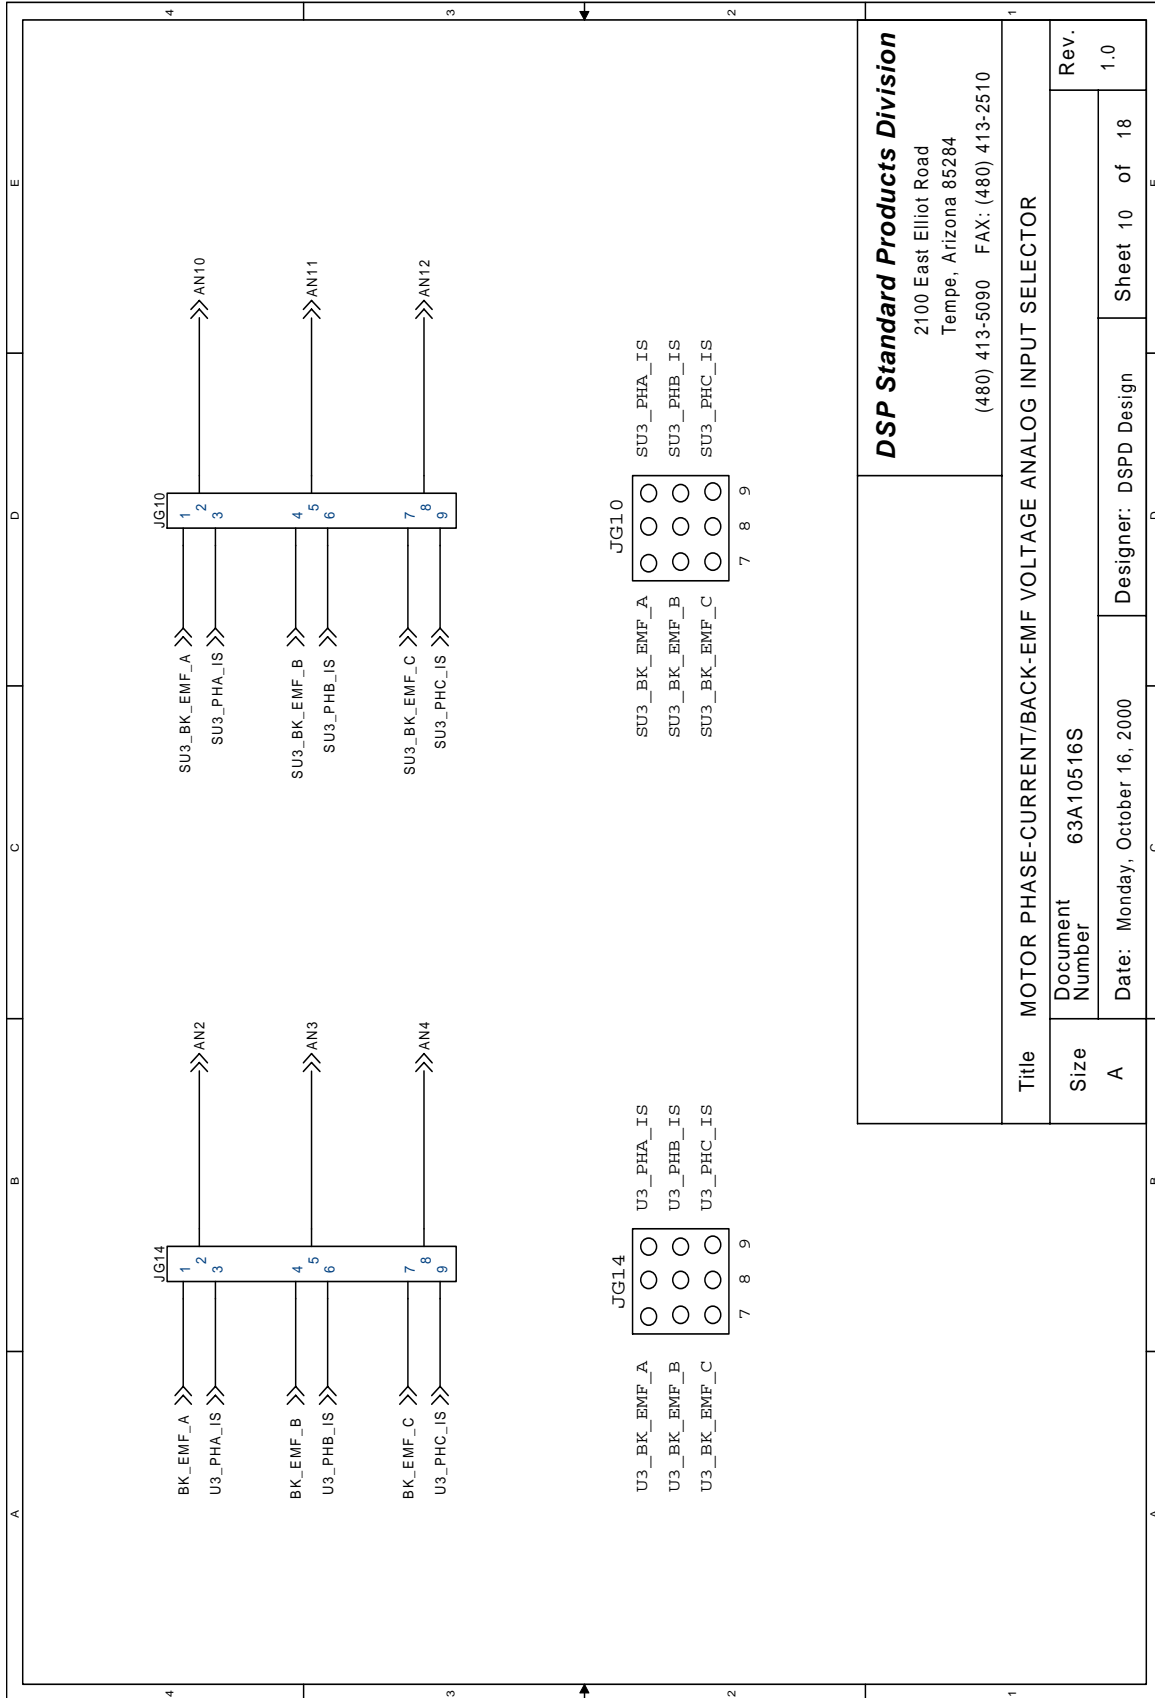 A
B
C
D
E
4
3
2
1
JG14
BK_EMF_A
U3_PHA_IS
BK_EMF_B
U3_PHB_IS
BK_EMF_C
U3_PHC_IS
1
2
3
4
5
6
7
8
9
AN2
AN3
AN4
JG10
SU3_BK_EMF_A
SU3_PHA_IS
SU3_BK_EMF_B
SU3_PHB_IS
SU3_BK_EMF_C
SU3_PHC_IS
1
2
3
4
5
6
7
8
9
AN10
AN11
AN12
JG14
U3_BK_EMF_A U3_PHA_IS
U3_BK_EMF_B U3_PHB_IS
U3_BK_EMF_C U3_PHC_IS
7 8 9
JG10
SU3_BK_EMF_A SU3_PHA_IS
SU3_BK_EMF_B SU3_PHB_IS
SU3_BK_EMF_C SU3_PHC_IS
7 8 9
DSP Standard Products Division
2100 East Elliot Road
Tempe, Arizona 85284
(480) 413-5090 FAX: (480) 413-2510
Title MOTOR PHASE-CURRENT/BACK-EMF VOLTAGE ANALOG INPUT SELECTOR
Size
A
Document
Number
63A10516S
Rev.
1.0
Date: Monday, October 16, 2000
Designer: DSPD Design
Sheet 10 of 18
4
3
2
1
A
B
C
D
E